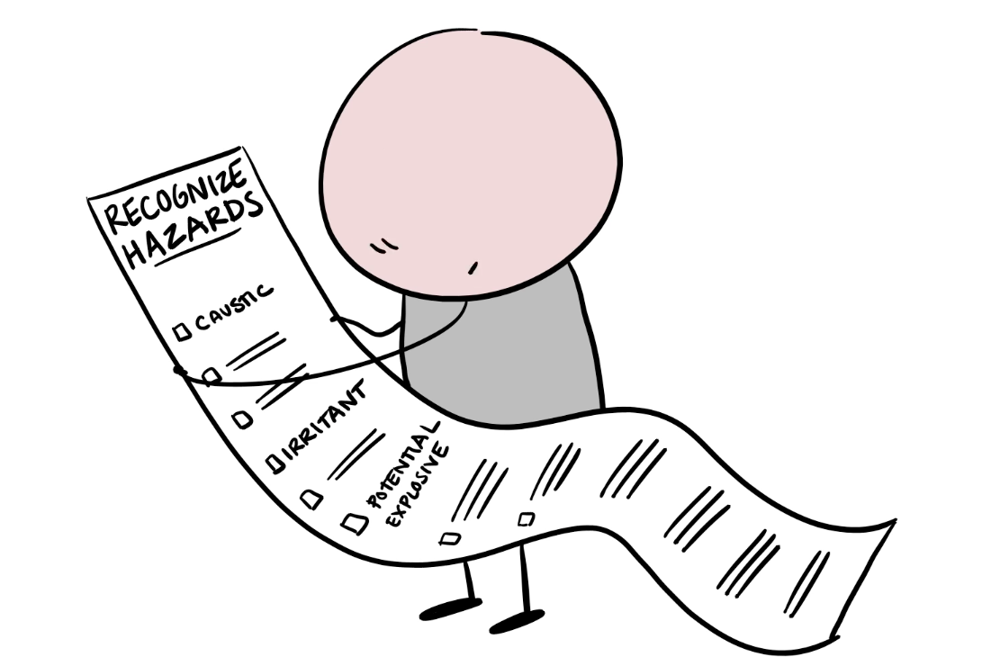 RECOGNIZE
HAZARDS
CAUSTIC
IRRITANT
POTENTIAL
EXPLOSIVE